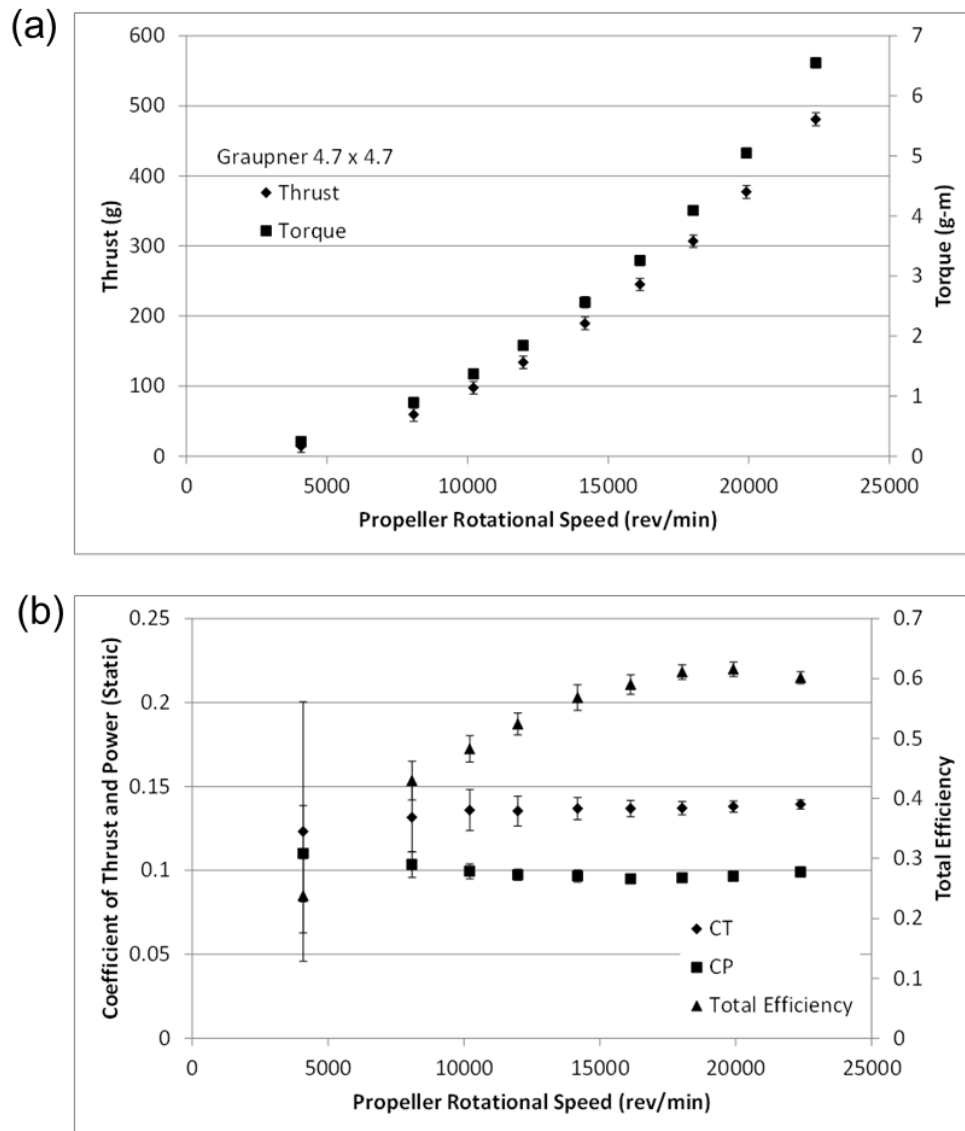 (a)
600
500
400
300
200
100
0
Thrust (g)
7
6
5
4
3
2
1
0
Torque (g-m)
Graupner 4.7 x 4.7
Thrust
Torque
0 5000 10000 15000 20000 25000
Propeller Rotational Speed (rev/min)
(b)
0.25
0.2
0.15
0.1
0.05
0
Coefficient of Thrust and Power (Static)
0.7
0.6
0.5
0.4
0.3
0.2
0.1
0
Total Efficiency
CT
CP
Total Efficiency
0 5000 10000 15000 20000 25000
Propeller Rotational Speed (rev/min)